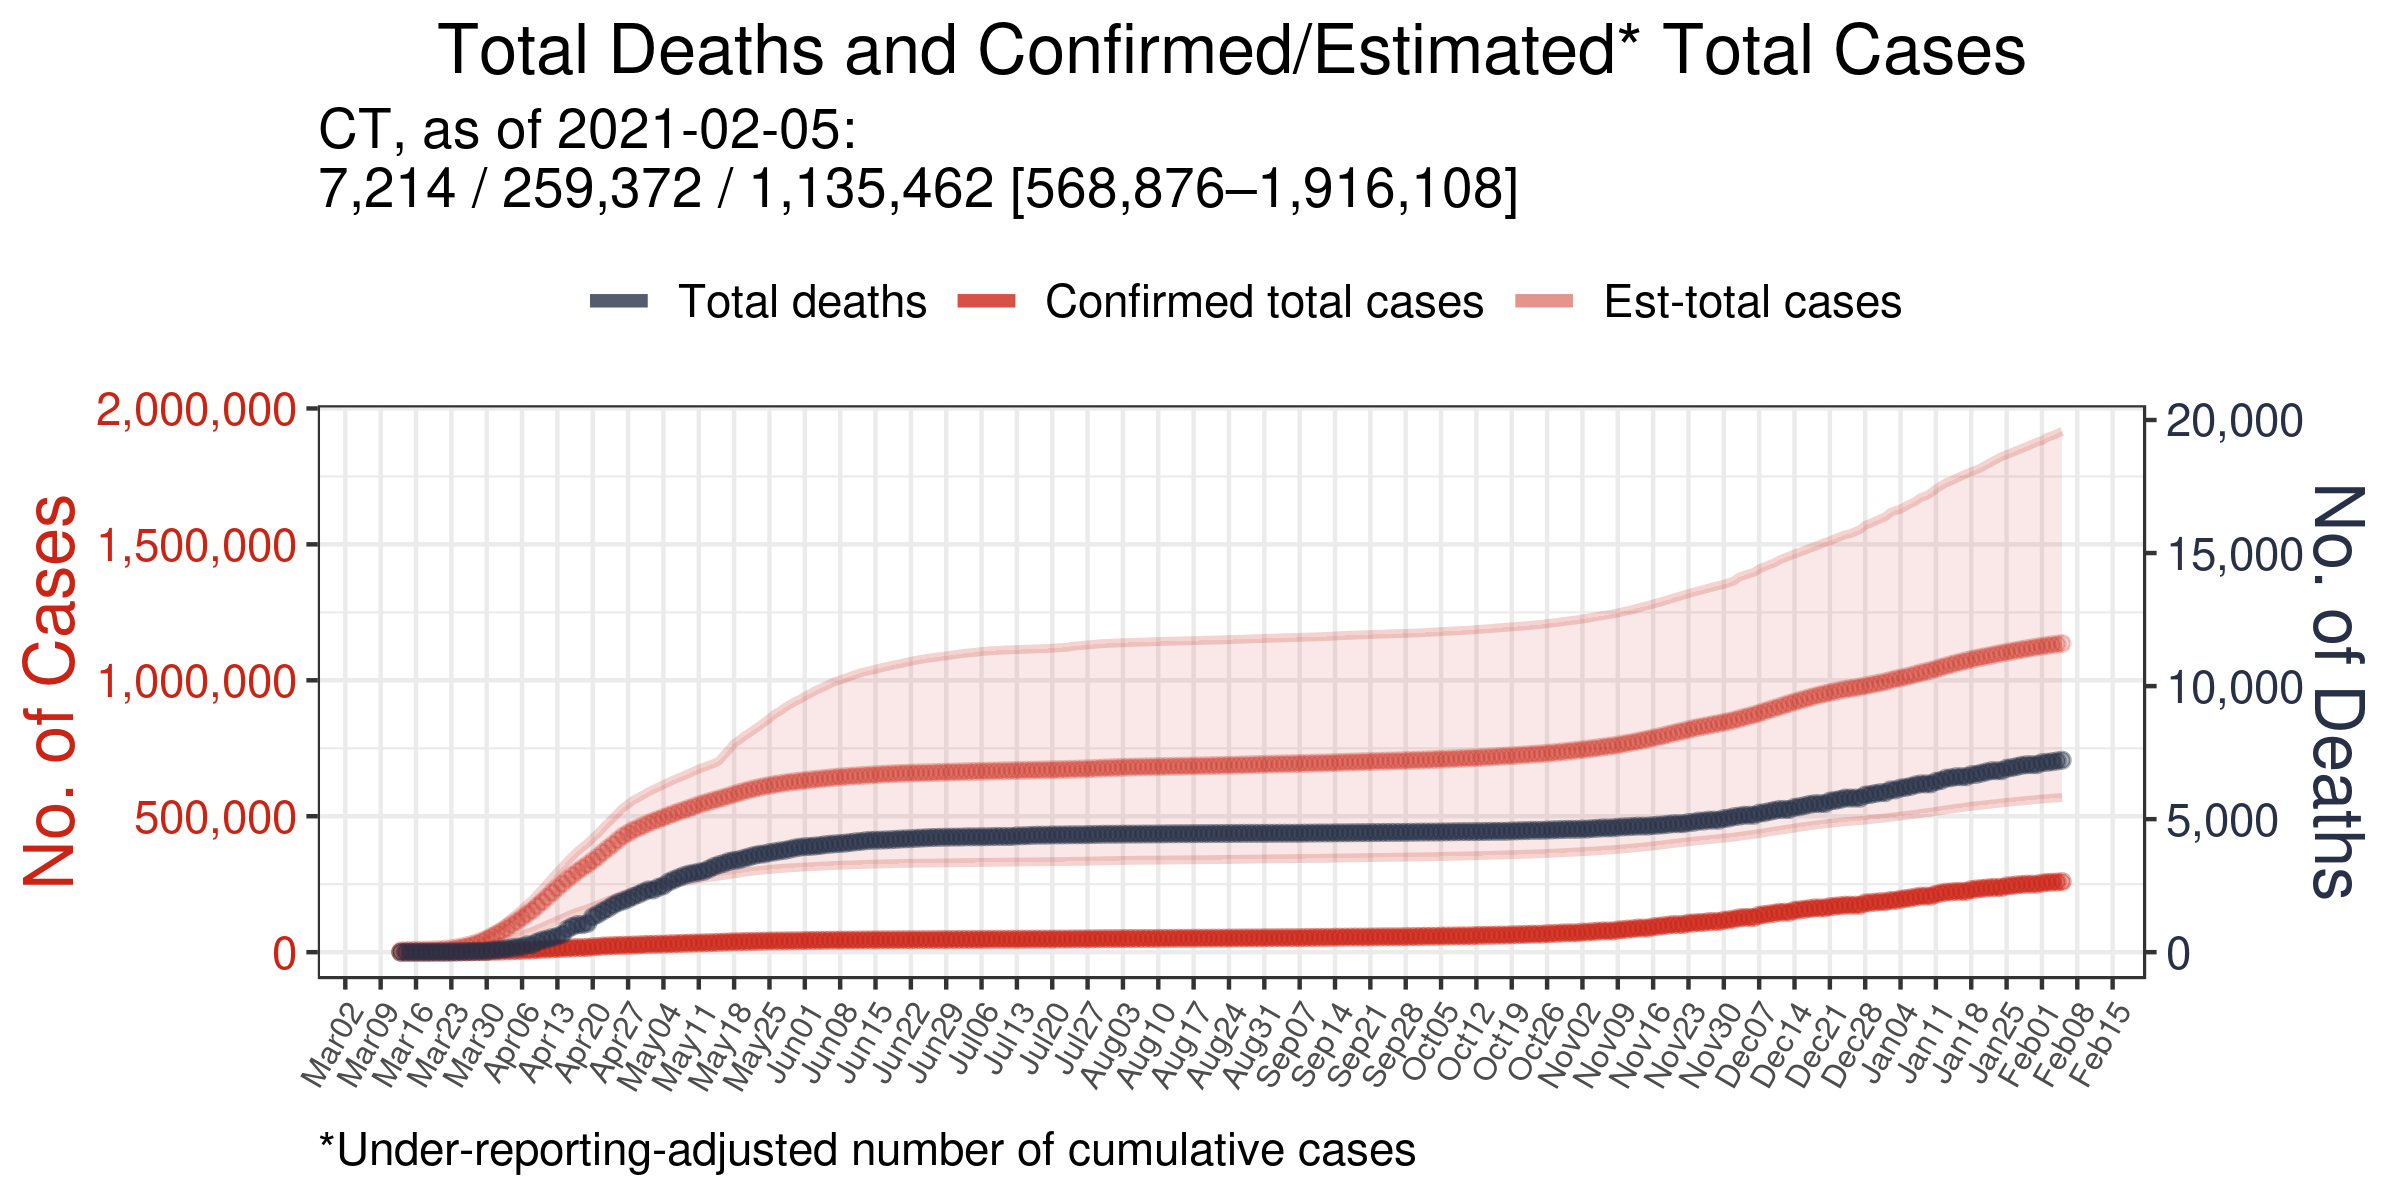 Total Deaths and Confirmed/Estimated* Total Cases
CT, as of 2021-02-05:
7,214 / 259,372 / 1,135,462 [568,876–1,916,108]
Total deaths
Confirmed total cases
Est-total cases
No. of Cases
2,000,000
1,500,000
1,000,000
500,000
0
20,000
15,000
10,000
5,000
0
No. of Deaths
Mar02
Mar09
Mar16
Mar23
Mar30
Apr06
Apr13
Apr20
Apr27
May04
May11
May18
May25
Jun01
Jun08
Jun15
Jun22
Jun29
Jul06
Jul13
Jul20
Jul27
Aug03
Aug10
Aug17
Aug24
Aug31
Sep07
Sep14
Sep21
Sep28
Oct05
Oct12
Oct19
Oct26
Nov02
Nov09
Nov16
Nov23
Nov30
Dec07
Dec14
Dec21
Dec28
Jan04
Jan11
Jan18
Jan25
Feb01
Feb08
Feb15
*Under-reporting-adjusted number of cumulative cases